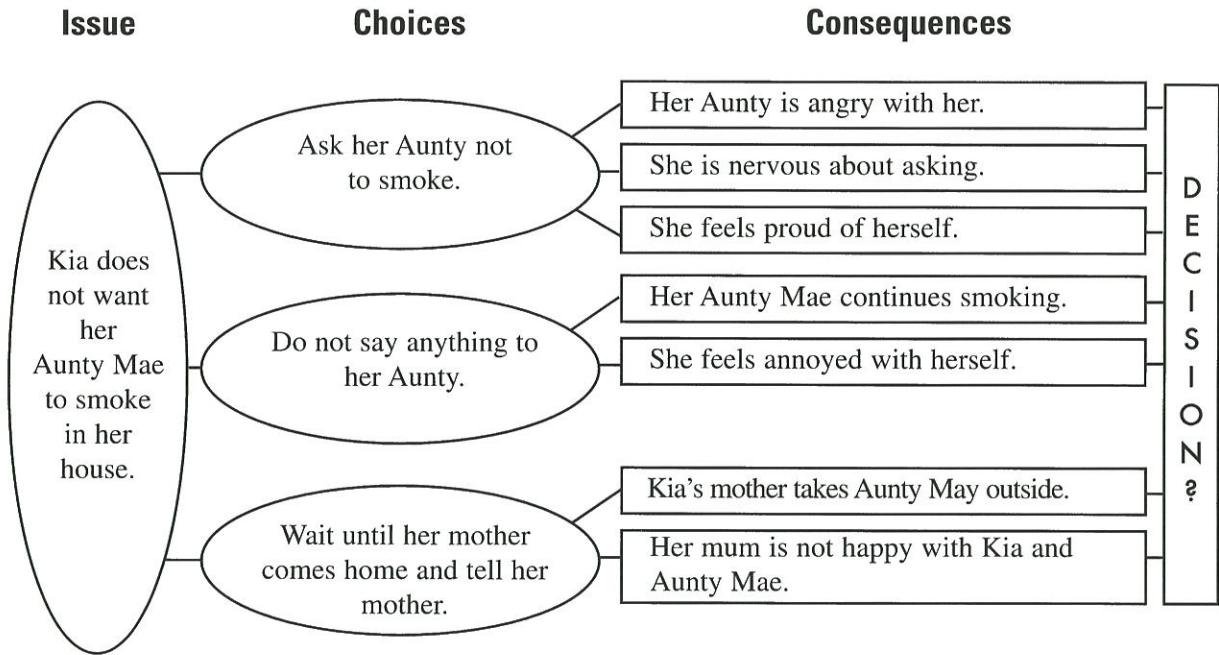 Issue
Choices
Consequences
Kia does
not want
her
Aunty Mae
to smoke
in her
house.
Ask her Aunty not
to smoke.
Her Aunty is angry with her.
She is nervous about asking.
She feels proud of herself.
Do not say anything to
her Aunty.
Her Aunty Mae continues smoking.
She feels annoyed with herself.
Wait until her mother
comes home and tell her
mother.
Kia's mother takes Aunty May outside.
Her mum is not happy with Kia and
Aunty Mae.
DECISION?